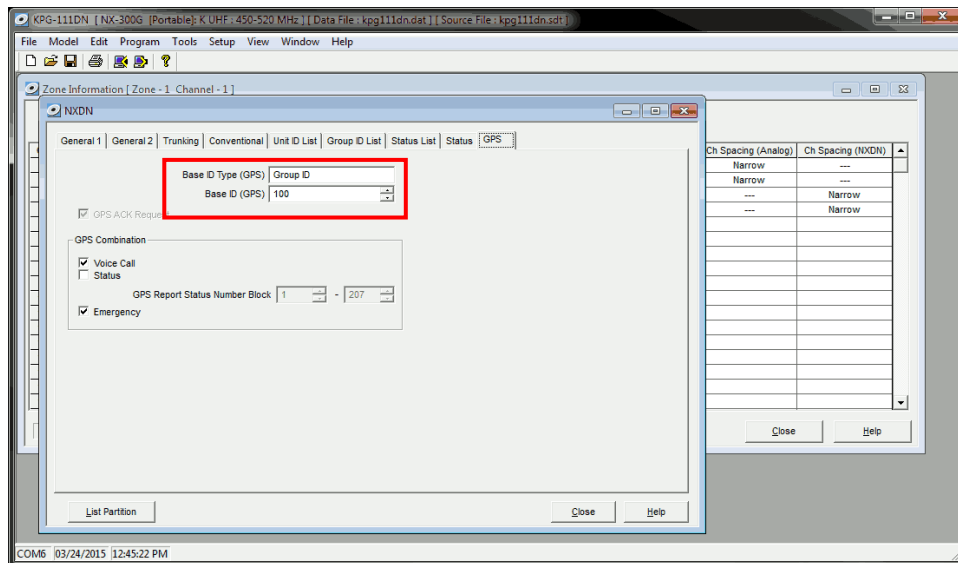 KPG-111DN [ NX-300G [Portable]: K UHF : 450-520 MHz ] [ Data File : kpg111dn.dat ] [ Source File : kpg111dn.sdt ]
File Model Edit Program Tools Setup View Window Help
Zone Information [ Zone - 1 Channel - 1 ]
NXDN
General 1 General 2 Trunking Conventional Unit ID List Group ID List Status List Status GPS
Ch Spacing (Analog) Ch Spacing (NXDN)
Narrow ---
Narrow ---
--- Narrow
--- Narrow
Base ID Type (GPS) Group ID
Base ID (GPS) 100
GPS ACK Reques
GPS Combination
Voice Call
Status
GPS Report Status Number Block 1 - 207
Emergency
Close Help
List Partition Close Help
COM6 03/24/2015 12:45:22 PM